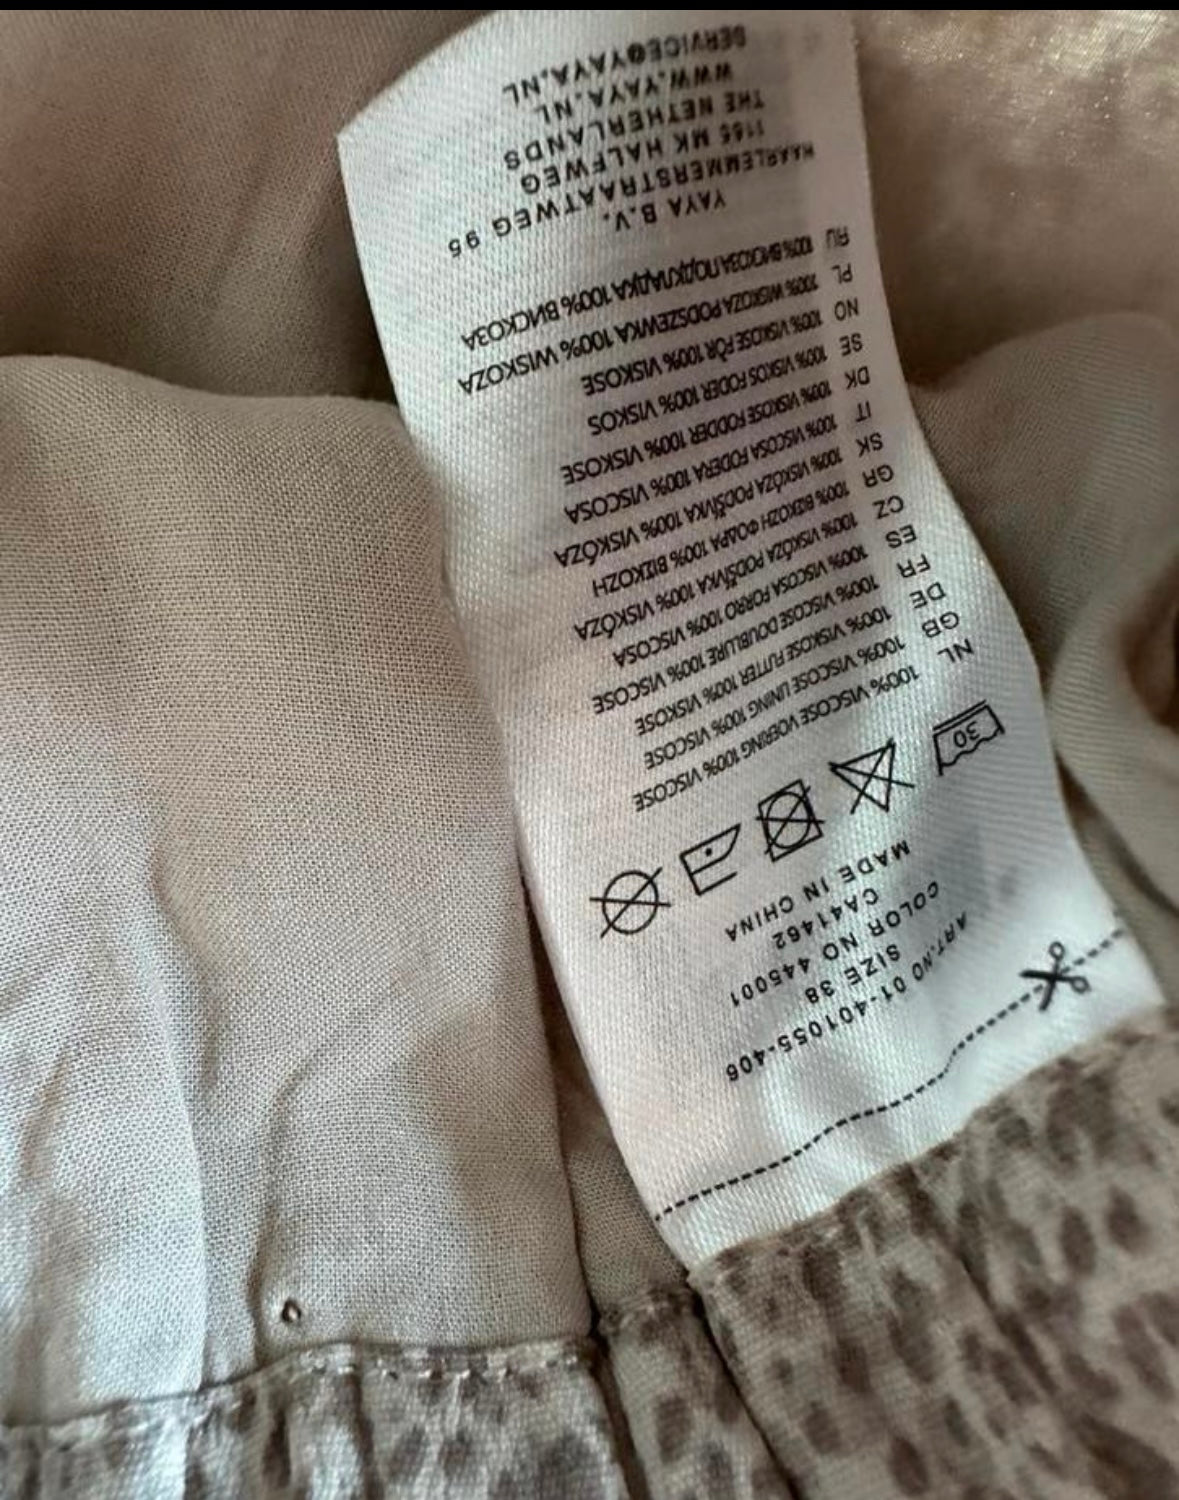 ART.NO 01-401055-406
SIZE 38
COLOR NO 445001
COLOR
CA41462
MADE IN CHINA
30
NL 100% VISCOSE VOERING 100% VISCOSE
GB 100% VISCOSE LINING 100% VISCOSE
DE 100% VISKOSE FUTTER 100% VISKOSE
FR 100% VISCOSE DOUBLURE 100% VISCOSE
ES 100% VISCOSA FORRO 100% VISCOSA
CZ 100% VISKÓZA PODŠÍVKA 100% VISKÓZA
GR 100% ΒΙΣΚΟΖΗ ΦΟΔΡΑ 100% ΒΙΣΚΟΖΗ
SK 100% VISKÓZA PODŠÍVKA 100% VISKÓZA
IT 100% VISCOSA FODERA 100% VISCOSA
DK 100% VISKOSE FODDER 100% VISKOSE
SE 100% VISKOS FODER 100% VISKOS
NO 100% VISKOSE FÔR 100% VISKOSE
PL 100% WISKOZA PODSZEWKA 100% WISKOZA
RU 100% ВИСКОЗА ПОДКЛАДКА 100% ВИСКОЗА
YAYA B.V.
HAARLEMMERSTRAATWEG 95
1165 MK HALFWEG
THE NETHERLANDS
WWW.YAYA.NL
SERVICE@YAYA.NL